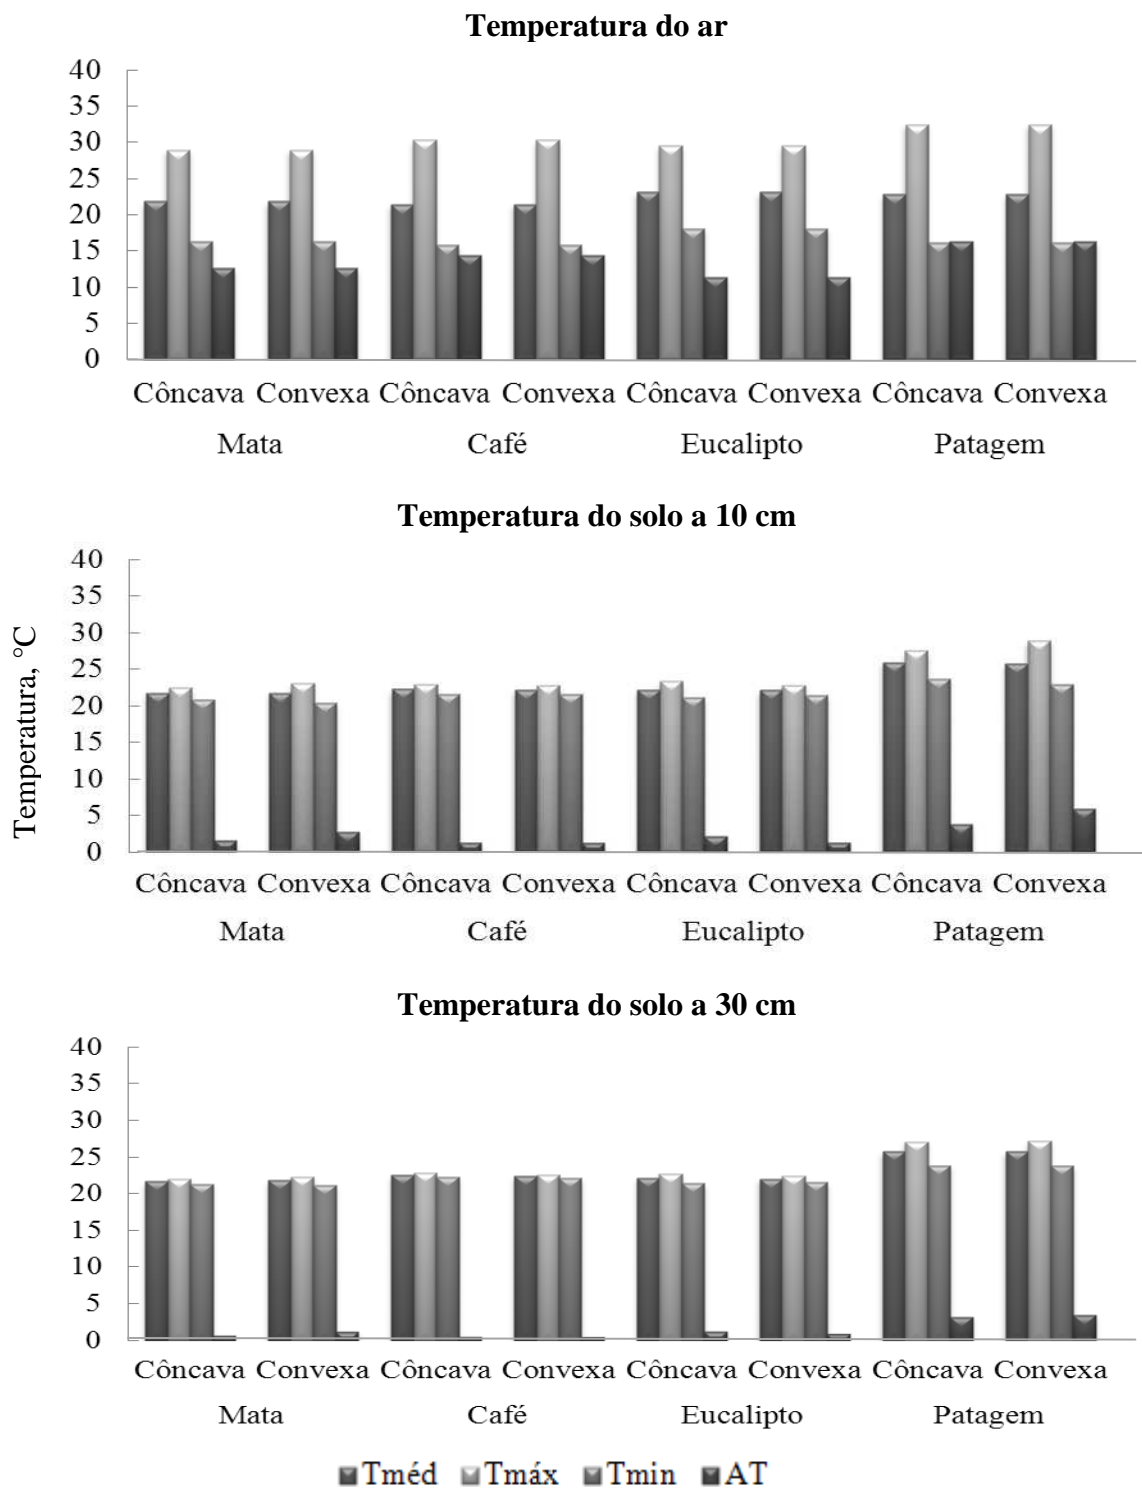 Temperatura do ar
40
35
30
25
20
15
10
5
0
Côncava Convexa Côncava Convexa Côncava Convexa Côncava Convexa
Mata Café Eucalipto Patagem
Temperatura do solo a 10 cm
Temperatura, °C
40
35
30
25
20
15
10
5
0
Côncava Convexa Côncava Convexa Côncava Convexa Côncava Convexa
Mata Café Eucalipto Patagem
Temperatura do solo a 30 cm
40
35
30
25
20
15
10
5
0
Côncava Convexa Côncava Convexa Côncava Convexa Côncava Convexa
Mata Café Eucalipto Patagem
Tméd Tmáx Tmin AT